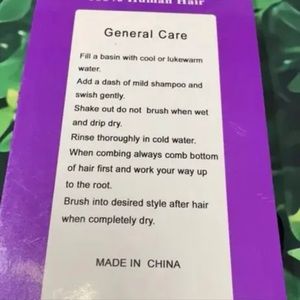 Human Hair
General Care
Fill a basin with cool or lukewarm
water.
Add a dash of mild shampoo and
swish gently.
Shake out do not brush when wet
and drip dry.
Rinse thoroughly in cold water.
When combing always comb bottom
of hair first and work your way up
to the root.
Brush into desired style after hair
when completely dry.
MADE IN CHINA